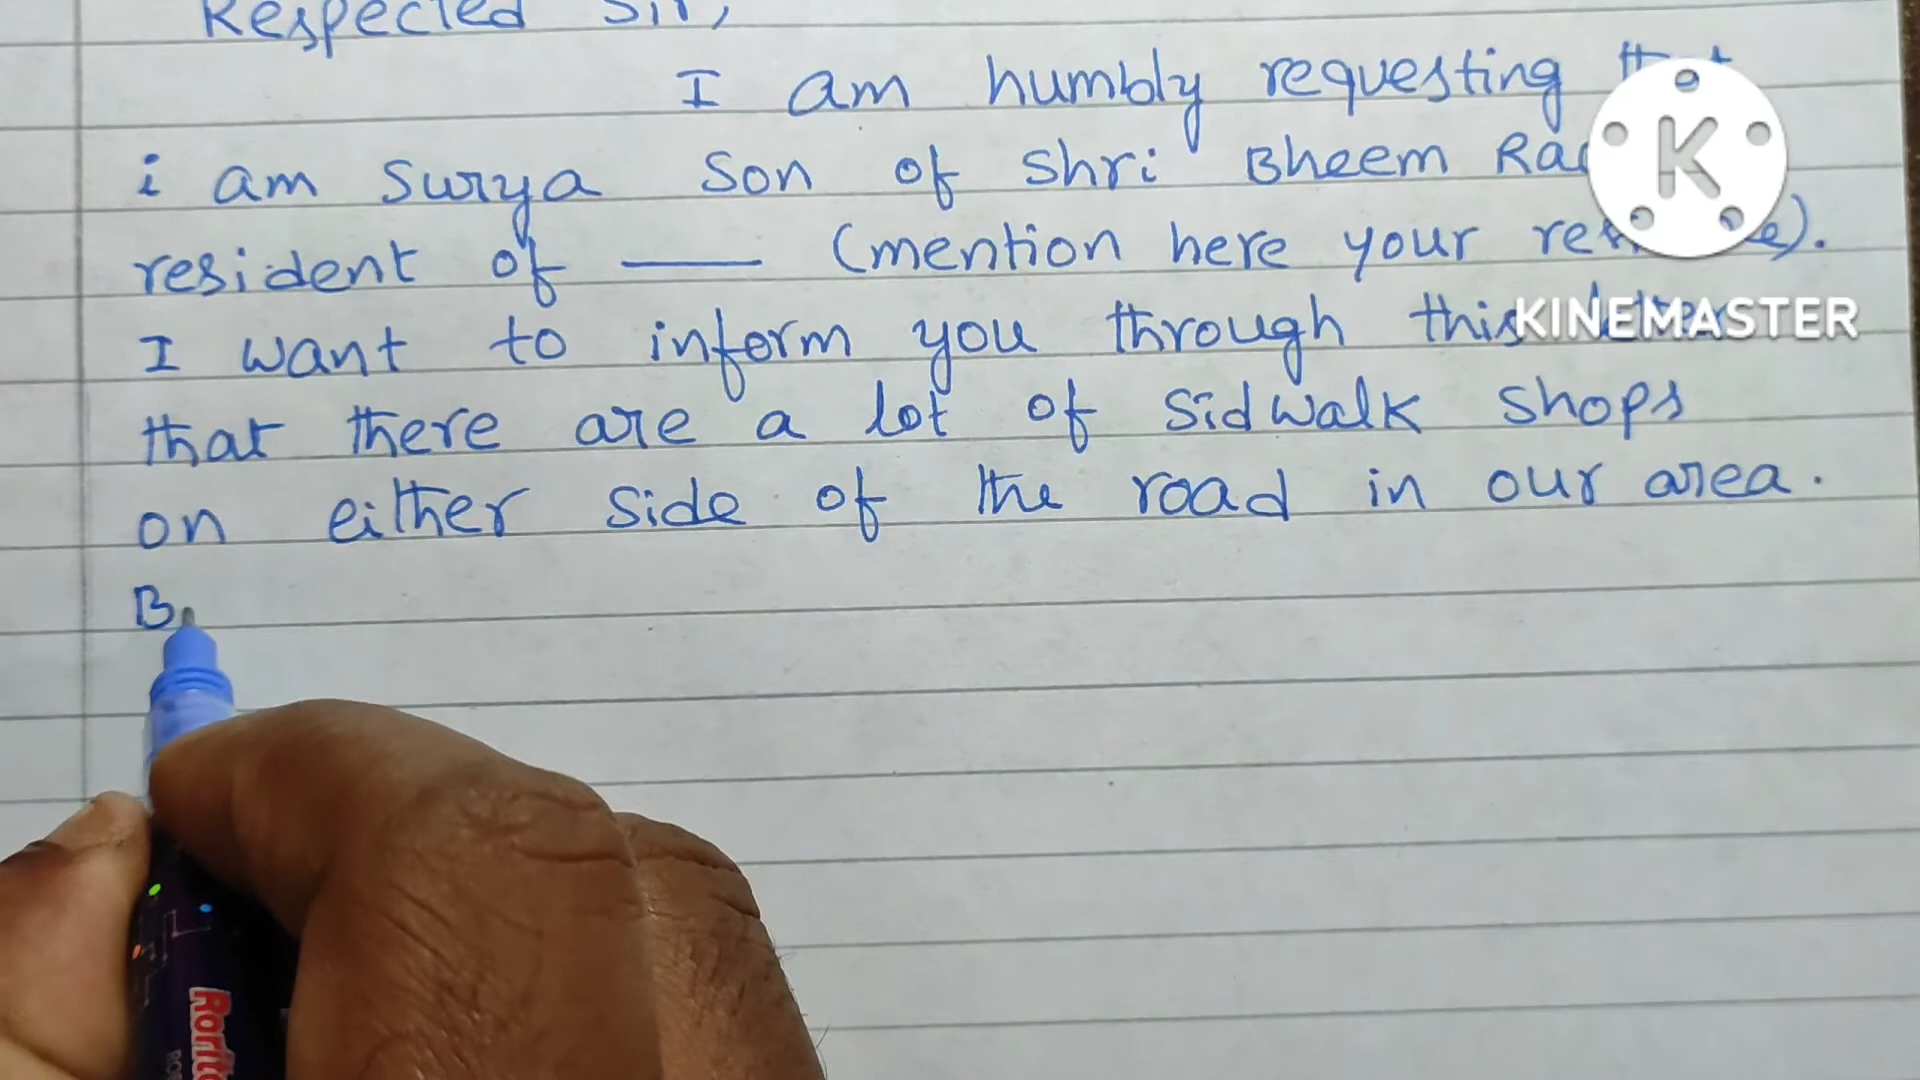 Respected Sir,
I am humbly requesting that
i am Surya son of Shri Bheem
resident of —— (mention here your
I want to inform you through this letter
that there are a lot of Sidwalk shops
on either side of the road in our area.
B
K
KINEMASTER